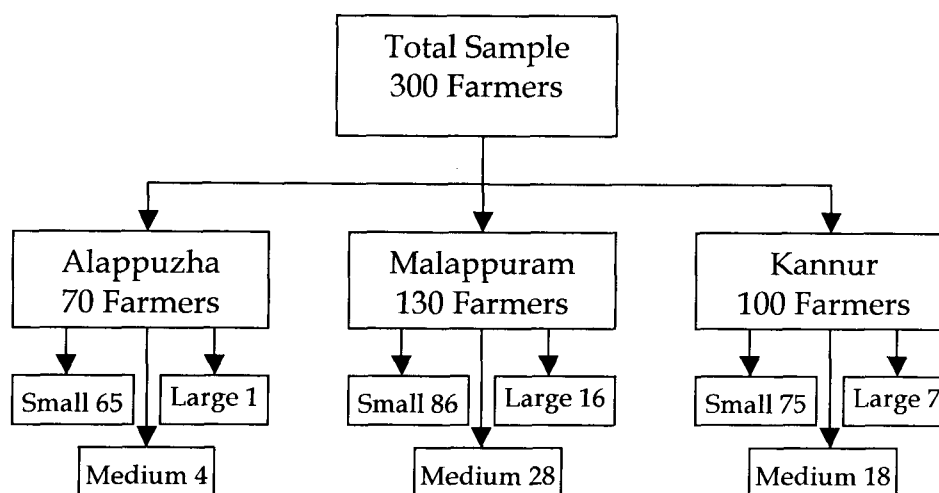 Total Sample
300 Farmers
Alappuzha
70 Farmers
Malappuram
130 Farmers
Kannur
100 Farmers
Small 65
Large 1
Small 86
Large 16
Small 75
Large 7
Medium 4
Medium 28
Medium 18